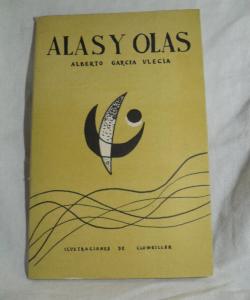 ALAS Y OLAS
ALBERTO GARCIA ULECIA
ILUSTRACIONES DE